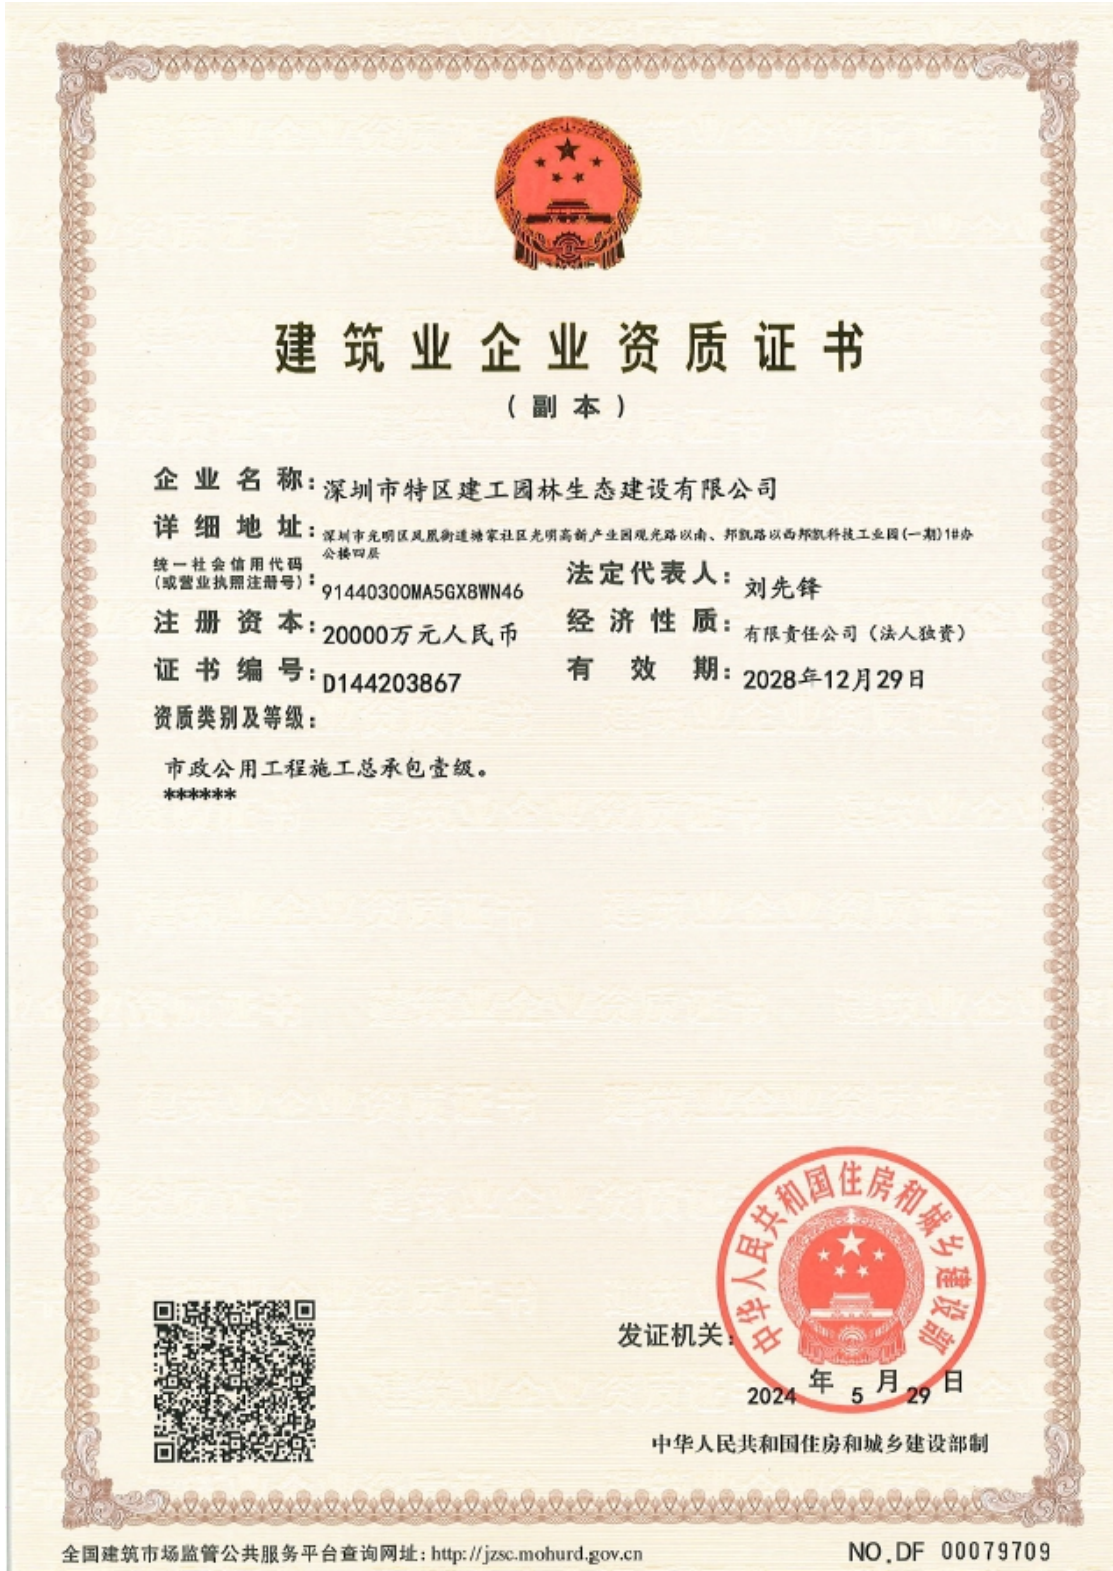 建筑业企业资质证书
（副本）
企业名称：深圳市特区建工园林生态建设有限公司
详细地址：深圳市光明区凤凰街道塘家社区光明高新产业园观光路以南、邦凯路以西邦凯科技工业园(一期)1#办
公楼四层
统一社会信用代码
(或营业执照注册号)：91440300MA5GX8WN46
法定代表人：刘先锋
注册资本：20000万元人民币
经济性质：有限责任公司（法人独资）
证书编号：D144203867
有效期：2028年12月29日
资质类别及等级：
市政公用工程施工总承包壹级。
******
中华人民共和国住房和城乡建设部
发证机关：
2024年5月29日
中华人民共和国住房和城乡建设部制
全国建筑市场监管公共服务平台查询网址：http://jzsc.mohurd.gov.cn
NO.DF 00079709